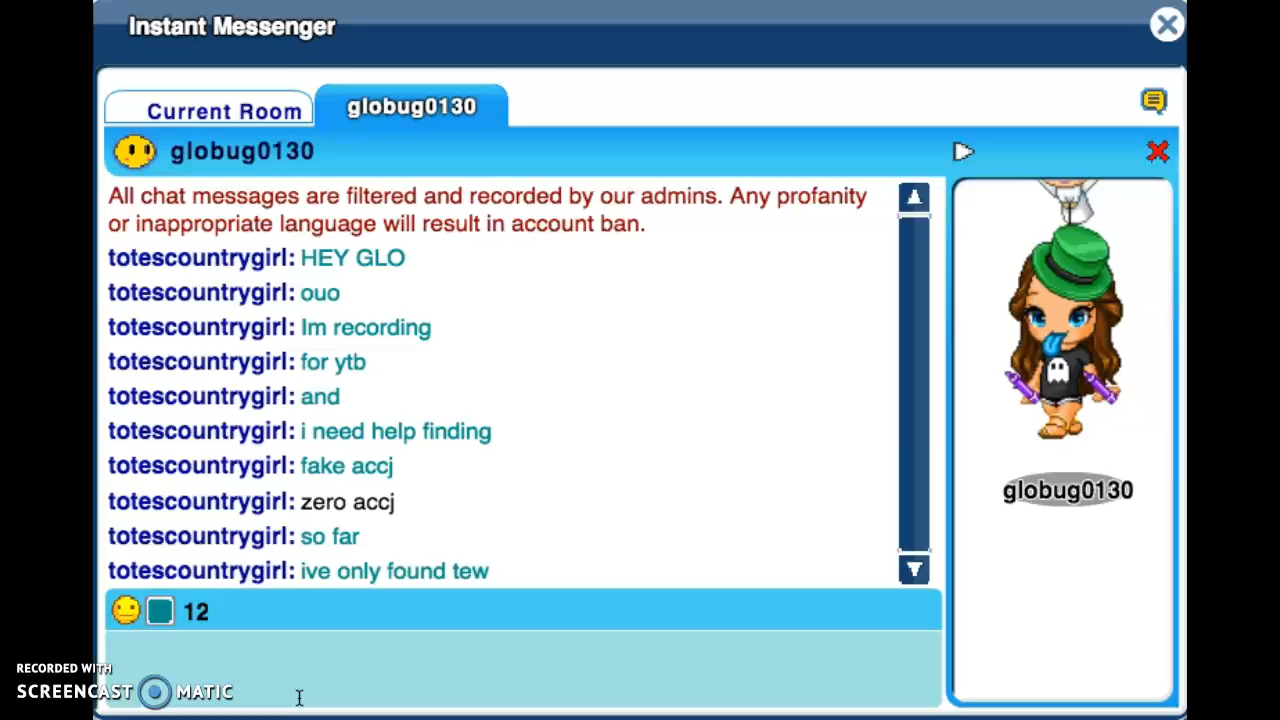 Instant Messenger
Current Room
globug0130
globug0130
All chat messages are filtered and recorded by our admins. Any profanity
or inappropriate language will result in account ban.
totescountrygirl: HEY GLO
totescountrygirl: ouo
totescountrygirl: Im recording
totescountrygirl: for ytb
totescountrygirl: and
totescountrygirl: i need help finding
totescountrygirl: fake accj
totescountrygirl: zero accj
totescountrygirl: so far
totescountrygirl: ive only found tew
globug0130
12
RECORDED WITH
SCREENCAST MATIC